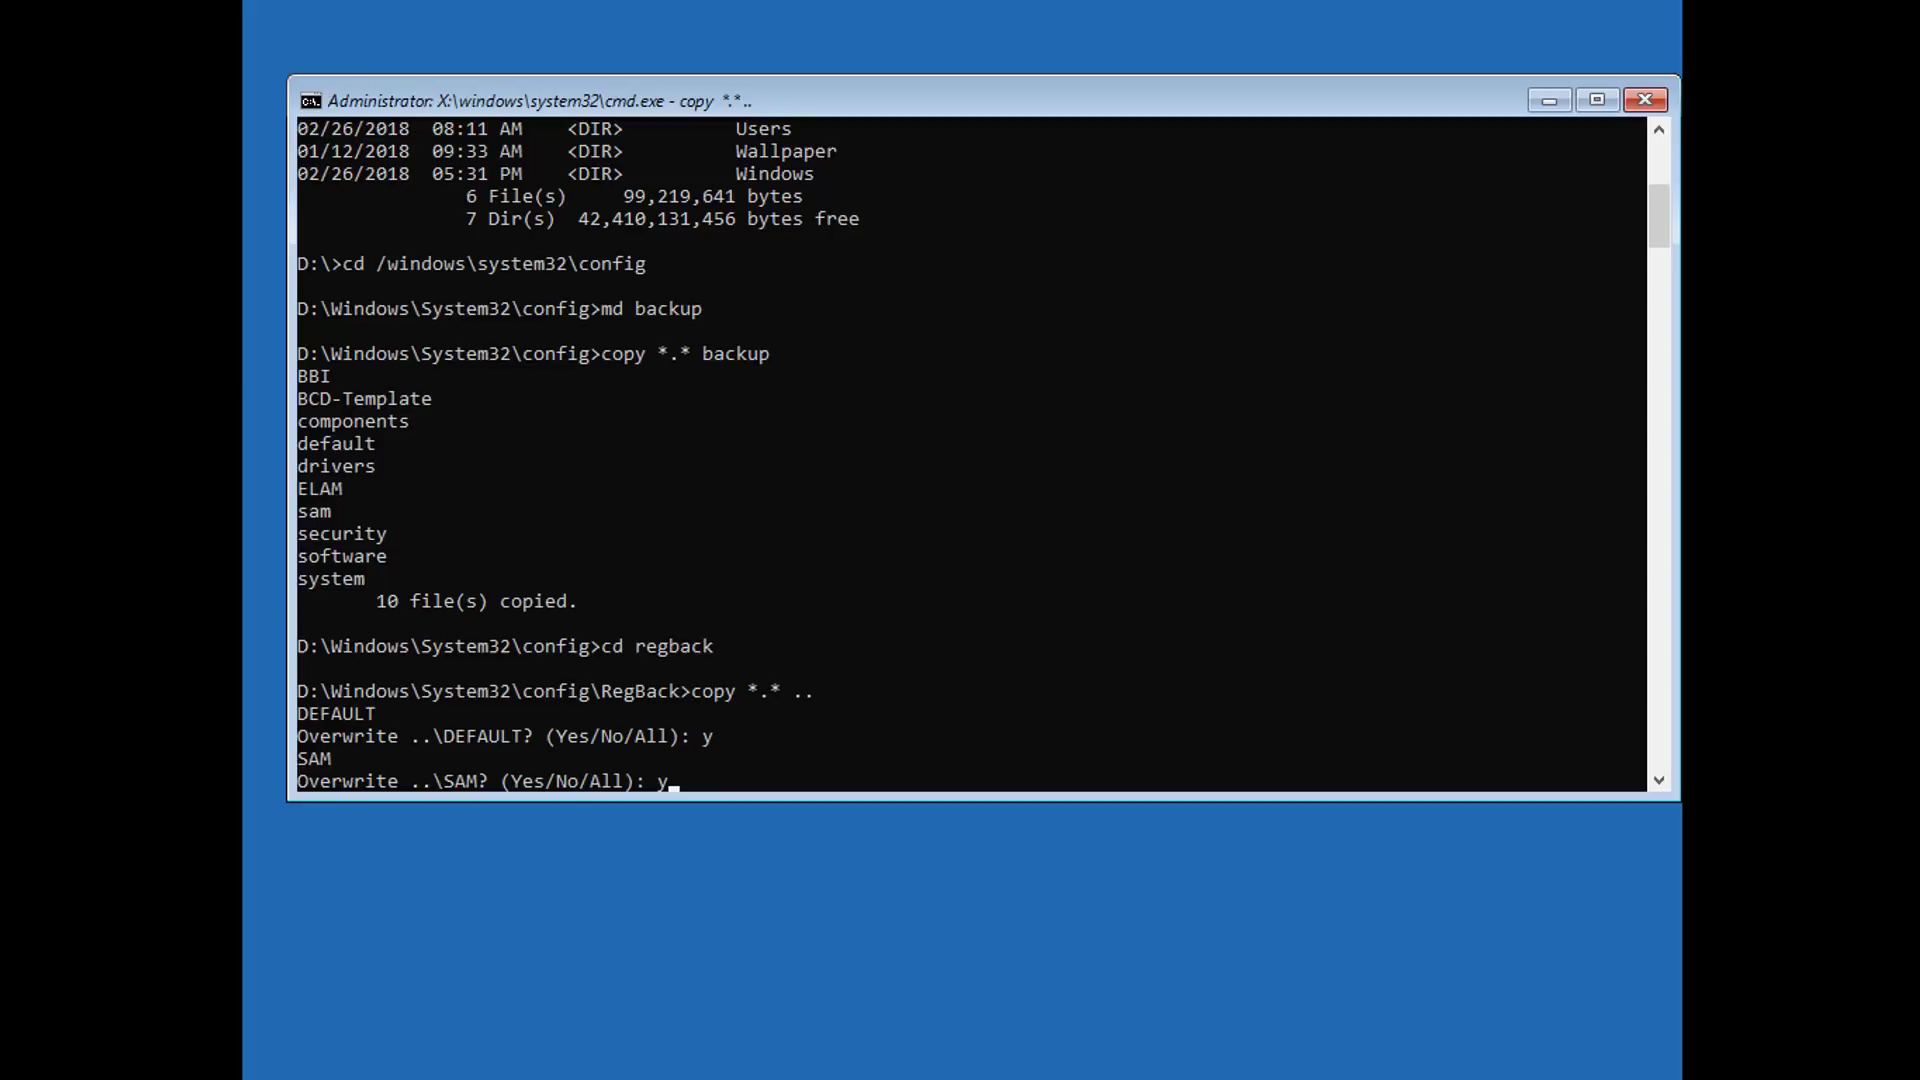 Administrator: X:\windows\system32\cmd.exe - copy  *.* ..
02/26/2018  08:11 AM    <DIR>          Users
01/12/2018  09:33 AM    <DIR>          Wallpaper
02/26/2018  05:31 PM    <DIR>          Windows
6 File(s)     99,219,641 bytes
7 Dir(s)  42,410,131,456 bytes free
D:\>cd /windows\system32\config
D:\Windows\System32\config>md backup
D:\Windows\System32\config>copy *.* backup
BBI
BCD-Template
components
default
drivers
ELAM
sam
security
software
system
10 file(s) copied.
D:\Windows\System32\config>cd regback
D:\Windows\System32\config\RegBack>copy *.* ..
DEFAULT
Overwrite ..\DEFAULT? (Yes/No/All): y
SAM
Overwrite ..\SAM? (Yes/No/All): y